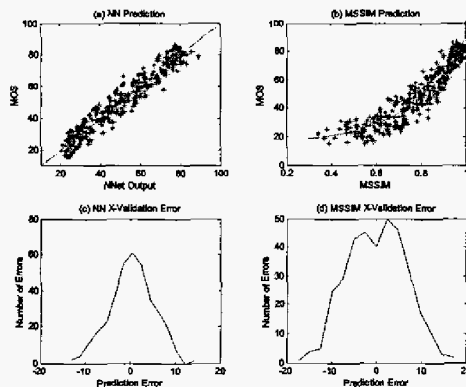 (a) NN Prediction
100
80
60
40
20
MOS
20 40 60 80 100
NNet Output
(b) MSSIM Prediction
100
80
60
40
20
0
MOS
0.2 0.4 0.6 0.8 1
MSSIM
(c) NN X-Validation Error
80
60
40
20
0
Number of Errors
-20 -10 0 10 20
Prediction Error
(d) MSSIM X-Validation Error
50
40
30
20
10
0
Number of Errors
-20 -10 0 10 20
Prediction Error